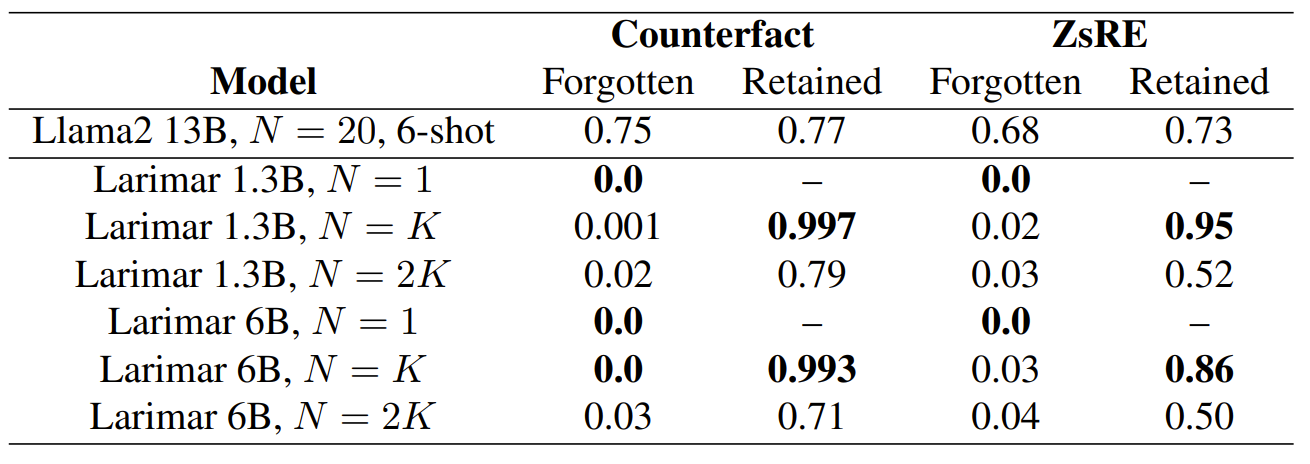 Counterfact ZsRE
Model Forgotten Retained Forgotten Retained
Llama2 13B, N = 20, 6-shot 0.75 0.77 0.68 0.73
Larimar 1.3B, N = 1 0.0 – 0.0 –
Larimar 1.3B, N = K 0.001 0.997 0.02 0.95
Larimar 1.3B, N = 2K 0.02 0.79 0.03 0.52
Larimar 6B, N = 1 0.0 – 0.0 –
Larimar 6B, N = K 0.0 0.993 0.03 0.86
Larimar 6B, N = 2K 0.03 0.71 0.04 0.50